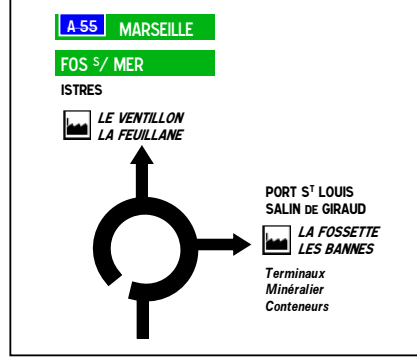 A-55 MARSEILLE
FOS S/ MER
ISTRES
LE VENTILLON
LA FEUILLANE
PORT ST LOUIS
SALIN DE GIRAUD
LA FOSSETTE
LES BANNES
Terminaux
Minéralier
Conteneurs